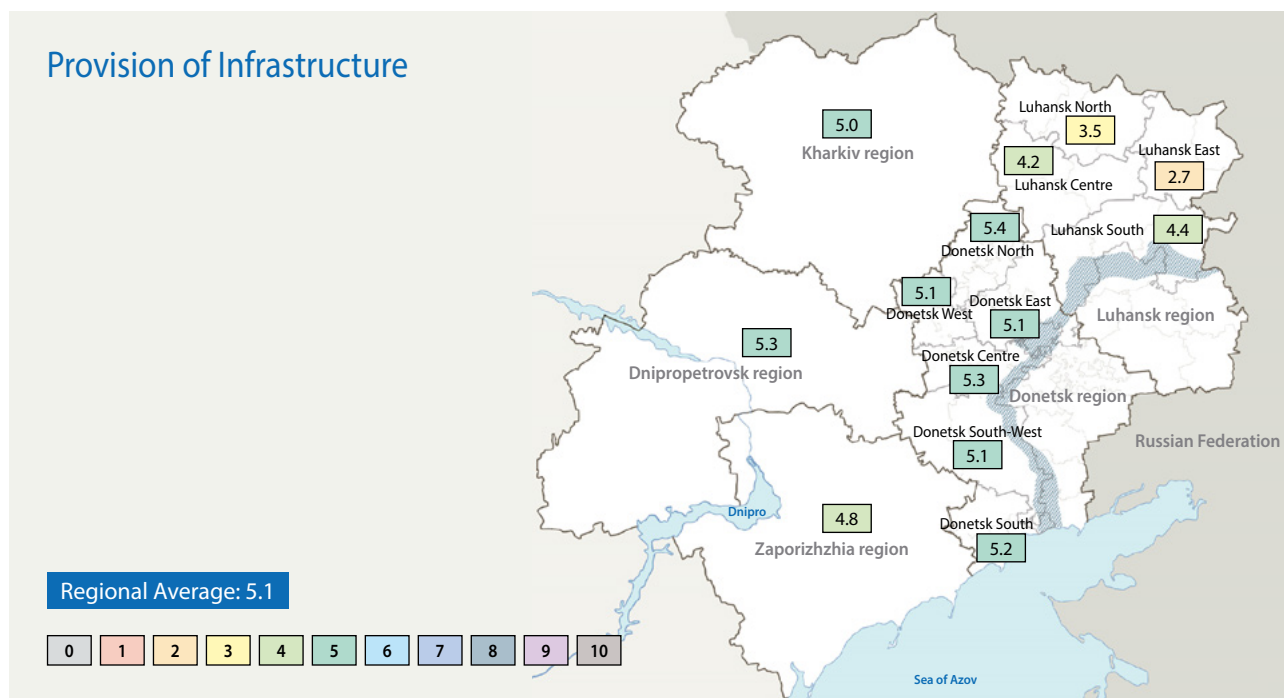 Provision of Infrastructure
Luhansk North
3.5
5.0
Kharkiv region
Luhansk East
2.7
4.2
Luhansk Centre
5.4
Donetsk North
Luhansk South
4.4
5.1
Donetsk West
Donetsk East
5.1
Luhansk region
5.3
Dnipropetrovsk region
Donetsk Centre
5.3
Donetsk region
Donetsk South-West
5.1
Russian Federation
Dnipro
4.8
Zaporizhzhia region
Donetsk South
5.2
Regional Average: 5.1
0 1 2 3 4 5 6 7 8 9 10
Sea of Azov